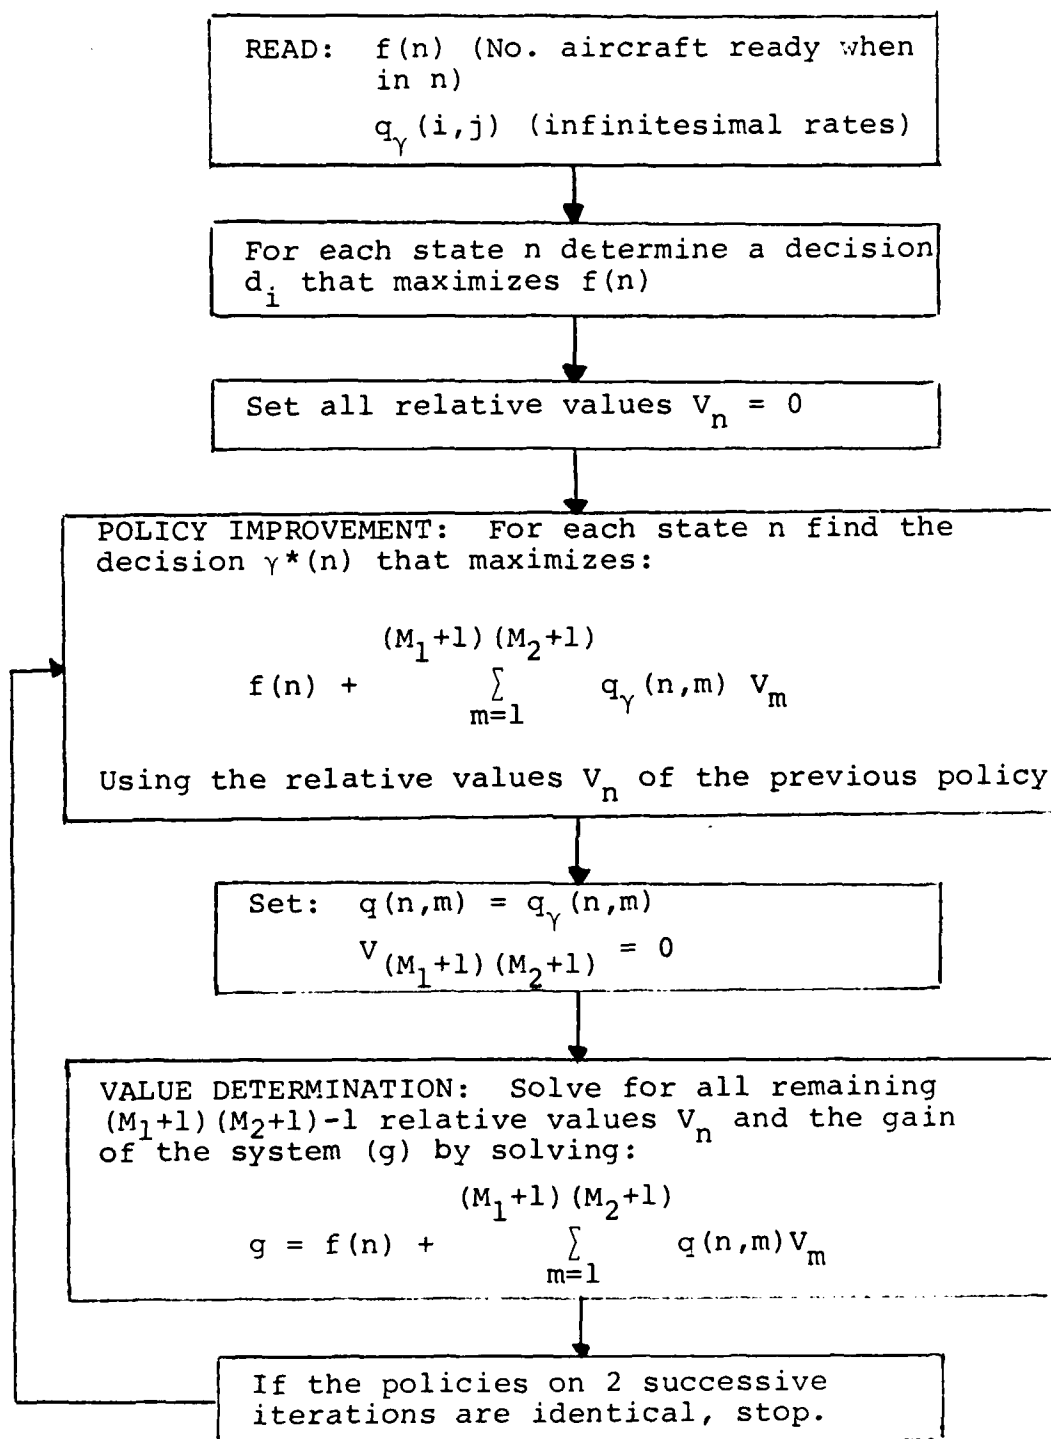 READ: f(n) (No. aircraft ready when
in n)
q_γ(i,j) (infinitesimal rates)
For each state n determine a decision
d_i that maximizes f(n)
Set all relative values V_n = 0
POLICY IMPROVEMENT: For each state n find the
decision γ*(n) that maximizes:
(M_1+1)(M_2+1)
f(n) + ∑ q_γ(n,m) V_m
m=1
Using the relative values V_n of the previous policy
Set: q(n,m) = q_γ(n,m)
V_(M_1+1)(M_2+1) = 0
VALUE DETERMINATION: Solve for all remaining
(M_1+1)(M_2+1)-1 relative values V_n and the gain
of the system (g) by solving:
(M_1+1)(M_2+1)
g = f(n) + ∑ q(n,m)V_m
m=1
If the policies on 2 successive
iterations are identical, stop.